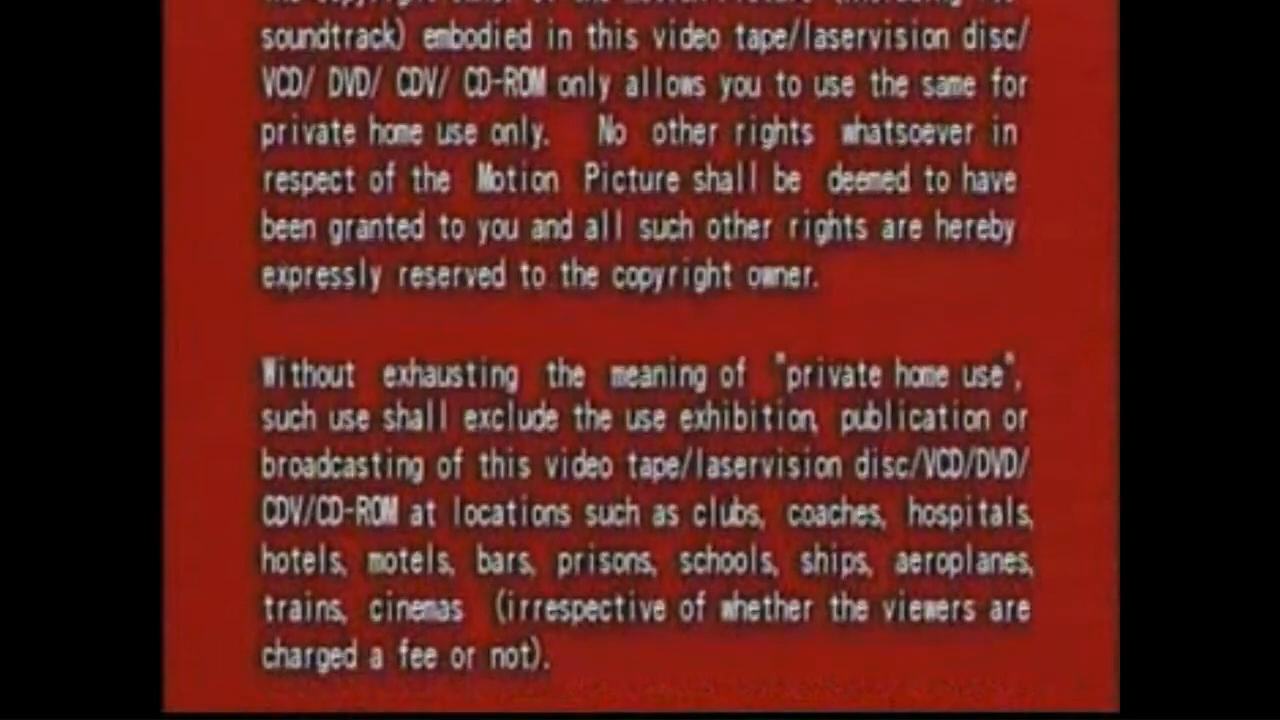 soundtrack) embodied in this video tape/laservision disc/
VCD/ DVD/ CDV/ CD-ROM only allows you to use the same for
private home use only. No other rights whatsoever in
respect of the Motion Picture shall be deemed to have
been granted to you and all such other rights are hereby
expressly reserved to the copyright owner.
Without exhausting the meaning of "private home use",
such use shall exclude the use exhibition, publication or
broadcasting of this video tape/laservision disc/VCD/DVD/
CDV/CD-ROM at locations such as clubs, coaches, hospitals,
hotels, motels, bars, prisons, schools, ships, aeroplanes,
trains, cinemas (irrespective of whether the viewers are
charged a fee or not).